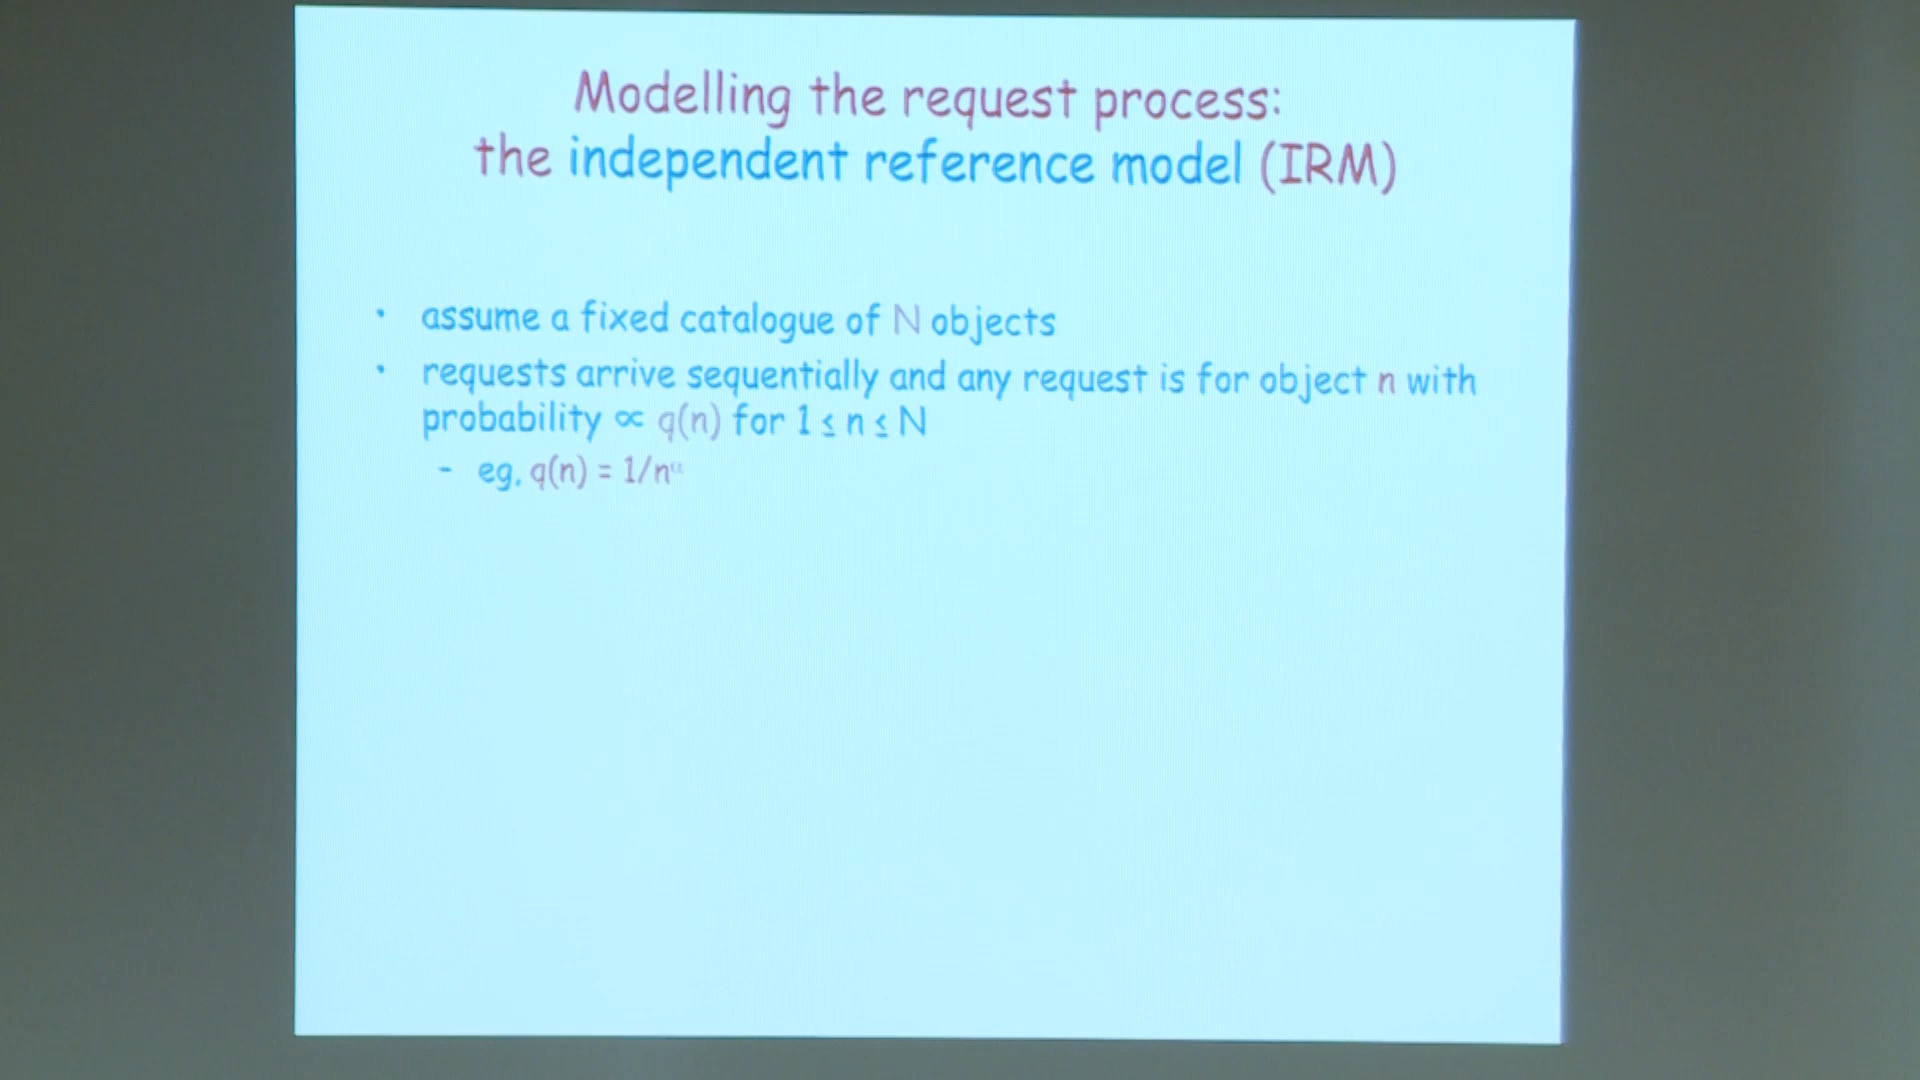 Modelling the request process:
the independent reference model (IRM)
• assume a fixed catalogue of N objects
• requests arrive sequentially and any request is for object n with
probability ∝ q(n) for 1 ≤ n ≤ N
– eg, q(n) = 1/n^α